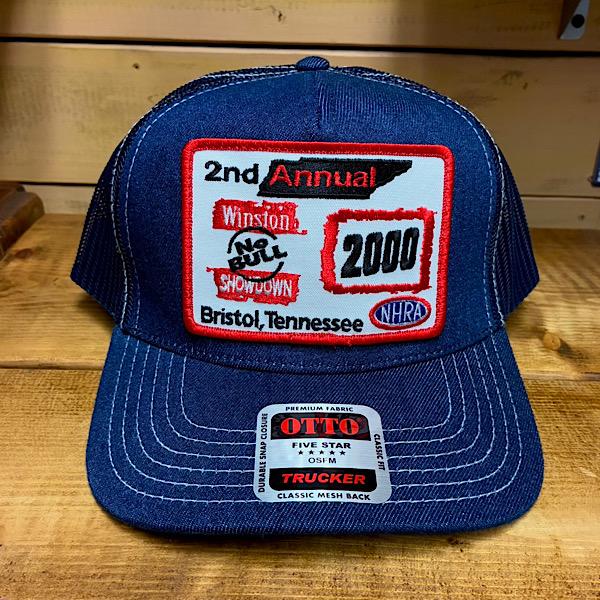 2nd Annual
Winston
No
BULL
SHOWDOWN
2000
Bristol, Tennessee
NHRA
PREMIUM FABRIC
DURABLE SNAP CLOSURE
OTTO
FIVE STAR
★★★★★
OSFM
TRUCKER
CLASSIC FIT
CLASSIC MESH BACK